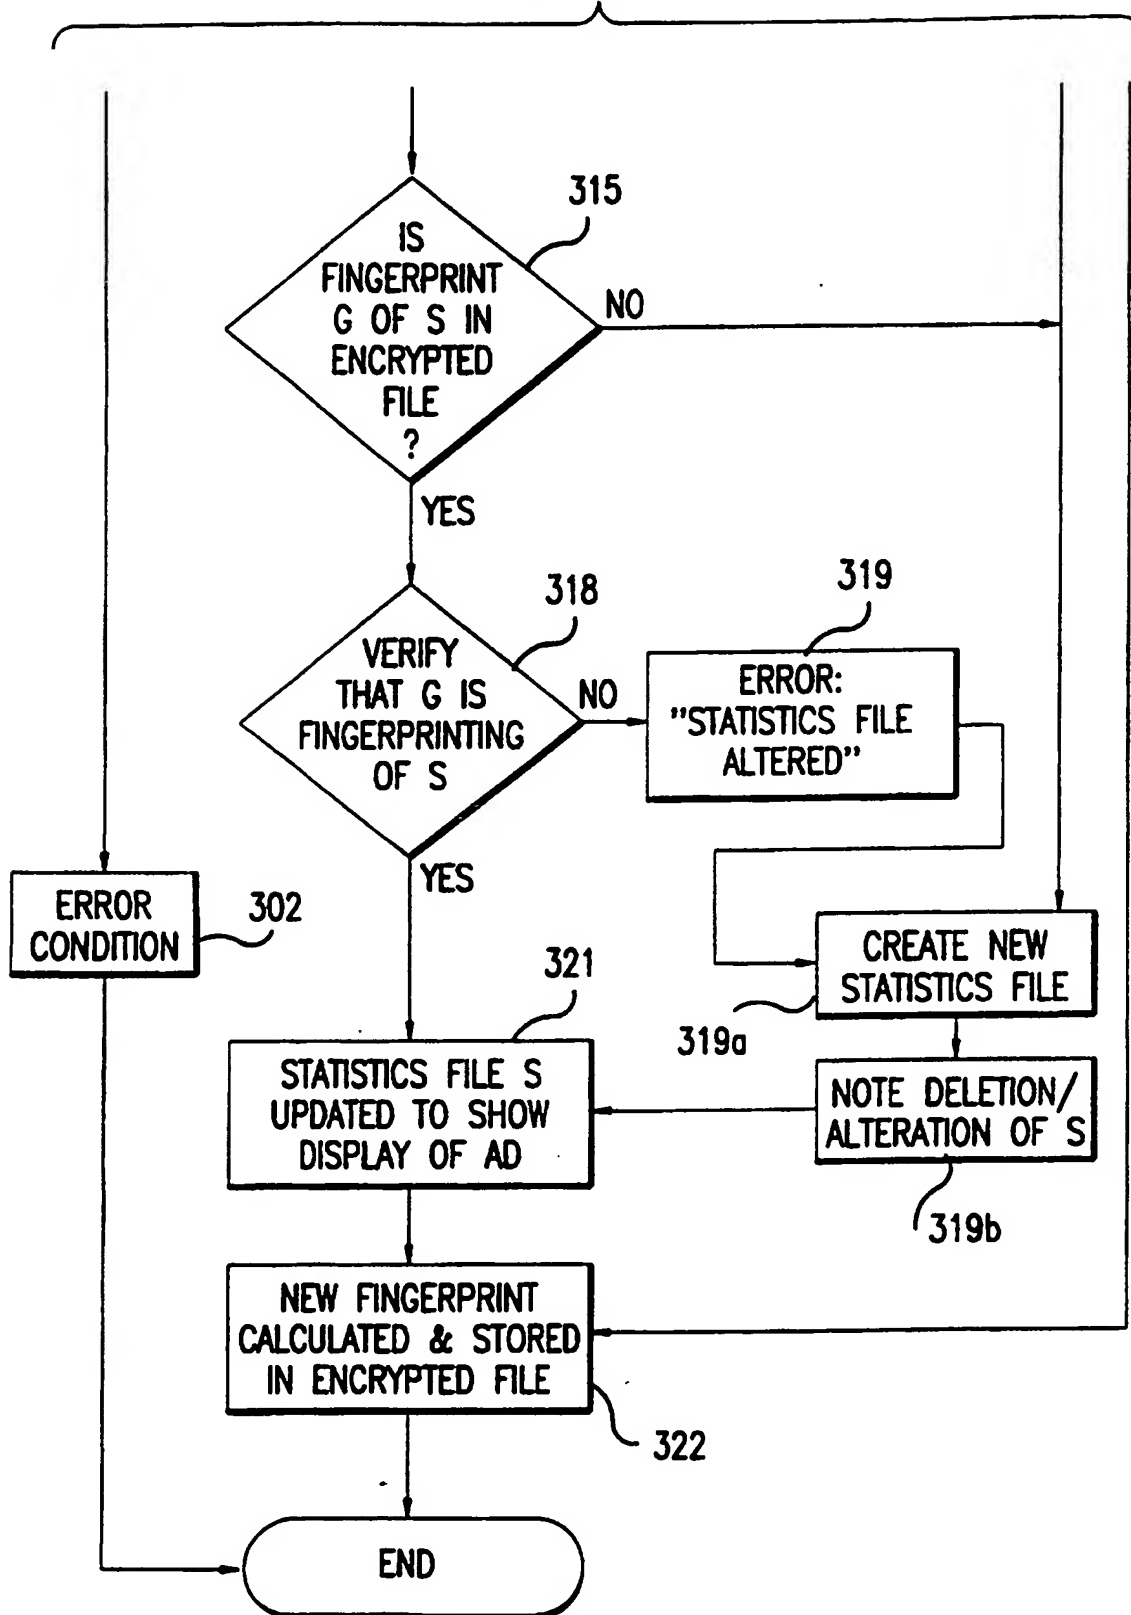 315
IS
FINGERPRINT
G OF S IN
ENCRYPTED
FILE
?
NO
YES
318
VERIFY
THAT G IS
FINGERPRINTING
OF S
NO
YES
319
ERROR:
"STATISTICS FILE
ALTERED"
ERROR
CONDITION
302
CREATE NEW
STATISTICS FILE
319a
321
STATISTICS FILE S
UPDATED TO SHOW
DISPLAY OF AD
NOTE DELETION/
ALTERATION OF S
319b
NEW FINGERPRINT
CALCULATED & STORED
IN ENCRYPTED FILE
322
END